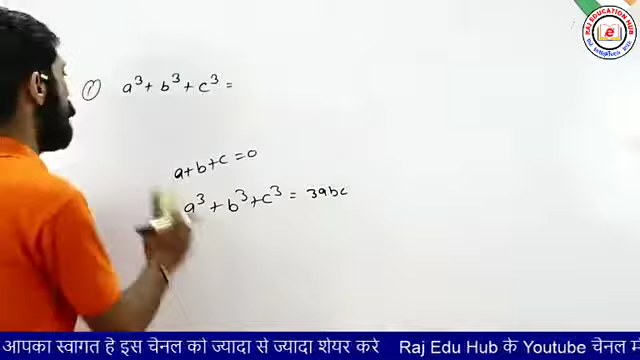 RAJ EDUCATION HUB
e
(1) a³ + b³ + c³ =
a + b + c = 0
a³ + b³ + c³ = 3abc
आपका स्वागत हे इस चेनल को ज्यादा से ज्यादा शेयर करे Raj Edu Hub के Youtube चेनल में